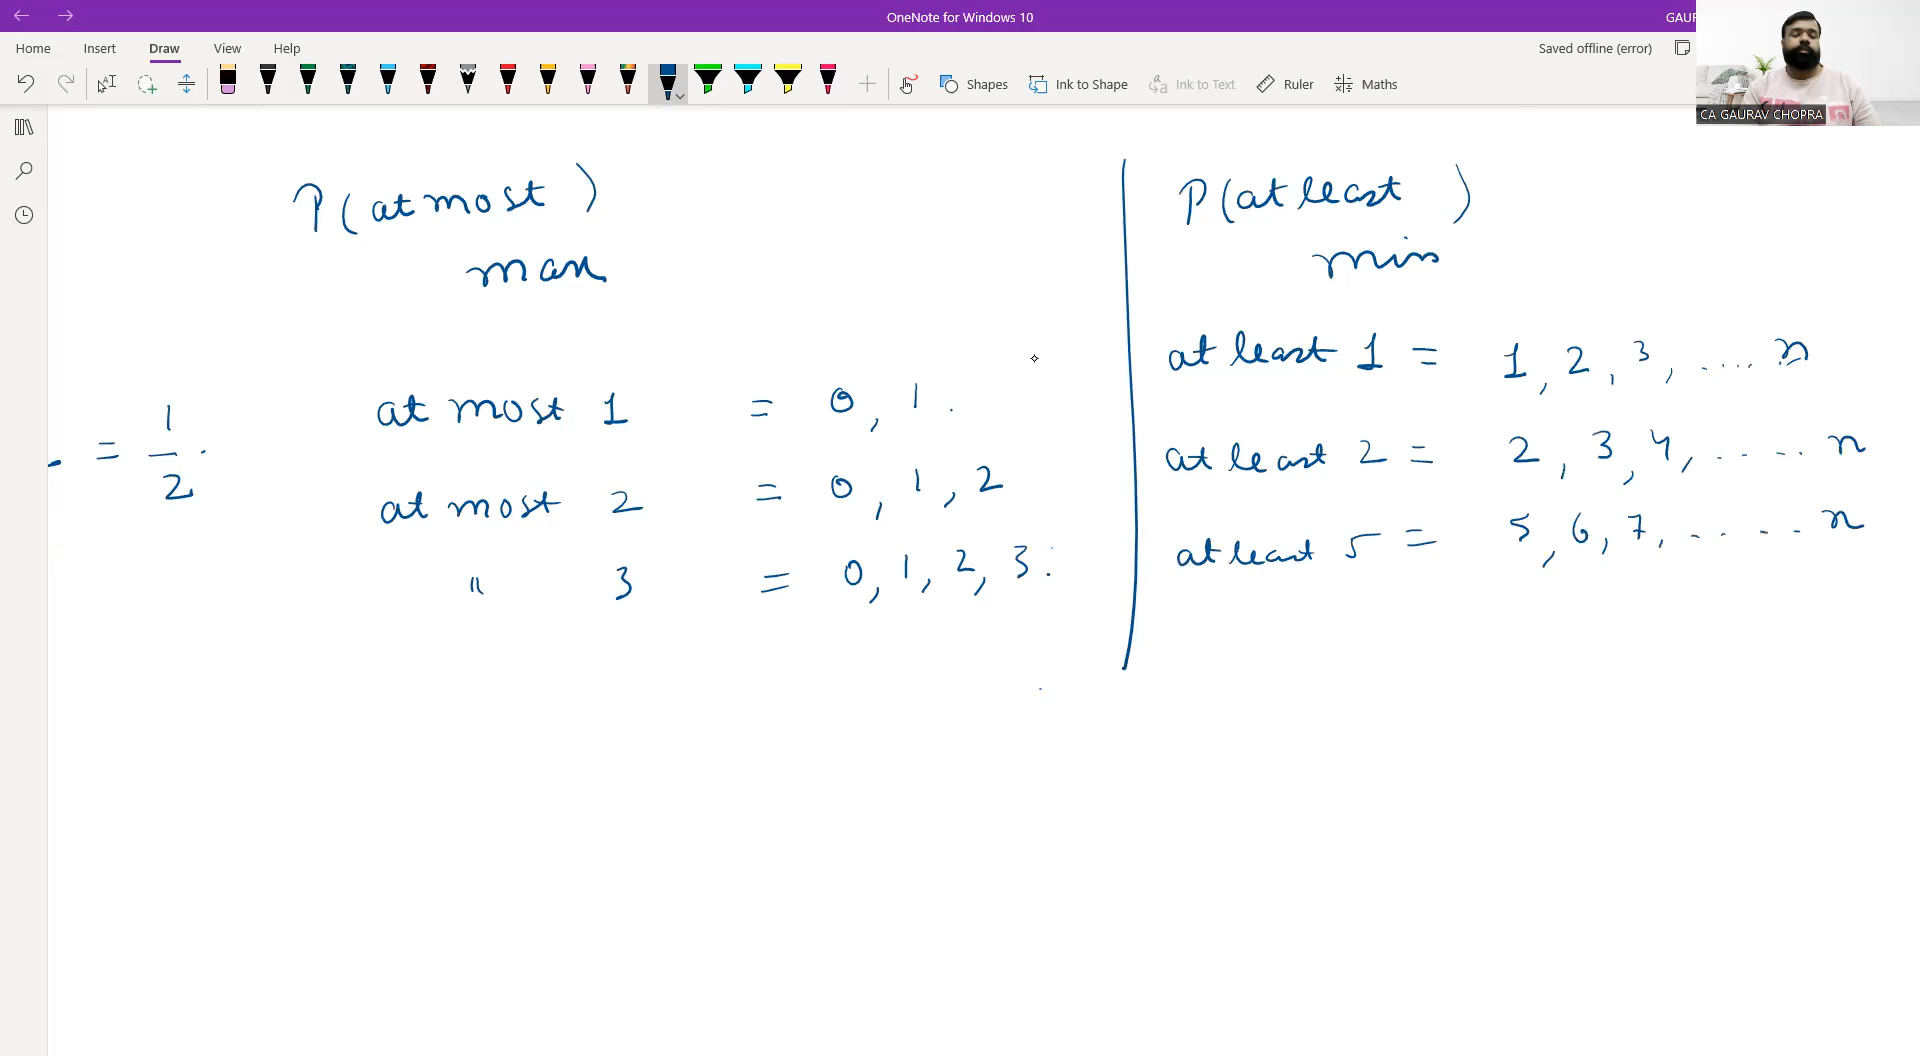 OneNote for Windows 10
GAUR
Home Insert Draw View Help
Saved offline (error)
Shapes Ink to Shape Ink to Text Ruler Maths
CA GAURAV CHOPRA
P(at most )
max
= 1/2.
at most 1 = 0, 1.
at most 2 = 0, 1, 2
" 3 = 0, 1, 2, 3.
P(at least )
min
at least 1 = 1, 2, 3, .... n
at least 2 = 2, 3, 4, ..... n
at least 5 = 5, 6, 7, ..... n